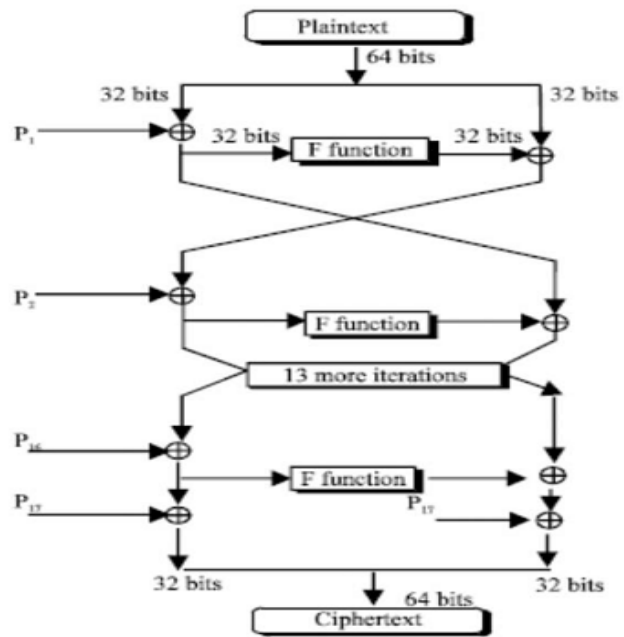 Plaintext
64 bits
32 bits
32 bits
P1
32 bits
F function
32 bits
P2
F function
13 more iterations
P16
F function
P17
P17
32 bits
32 bits
64 bits
Ciphertext